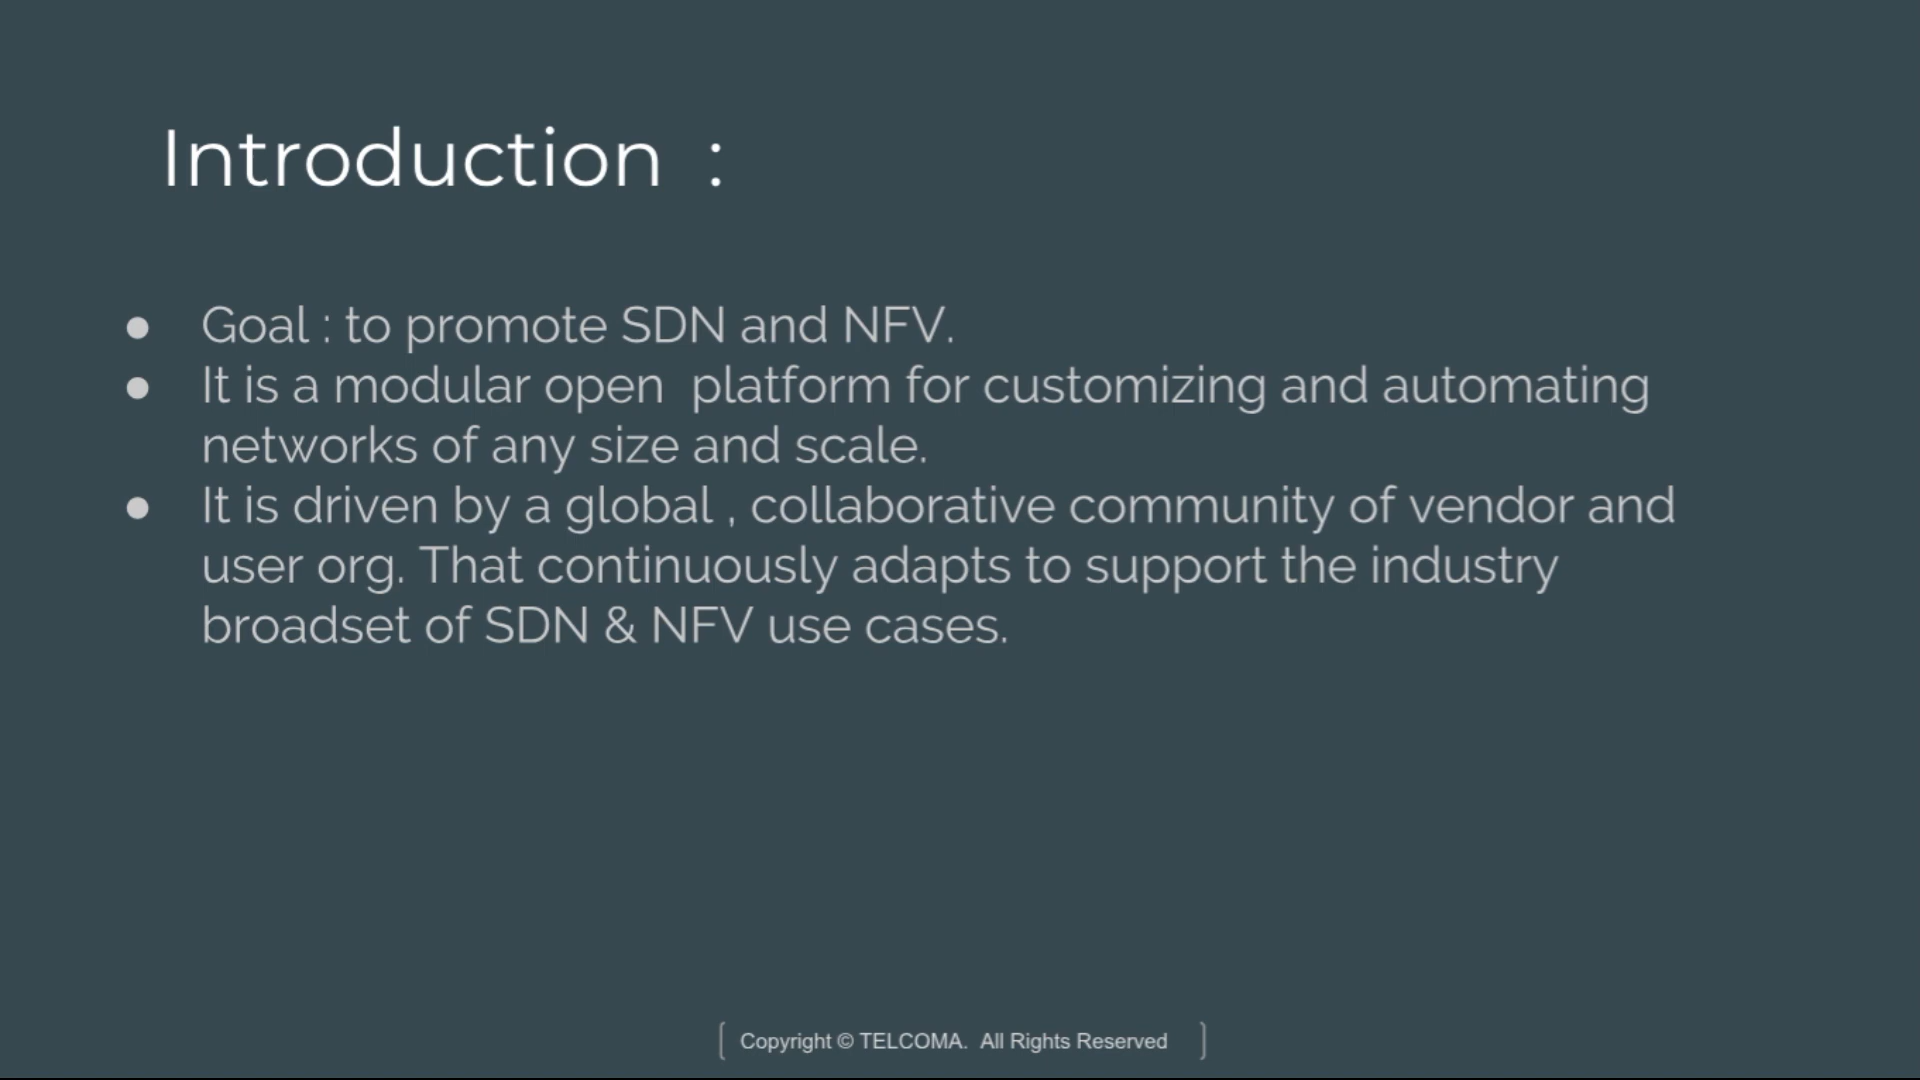 Introduction :
● Goal : to promote SDN and NFV.
● It is a modular open  platform for customizing and automating
networks of any size and scale.
● It is driven by a global , collaborative community of vendor and
user org. That continuously adapts to support the industry
broadset of SDN & NFV use cases.
[ Copyright © TELCOMA.  All Rights Reserved ]